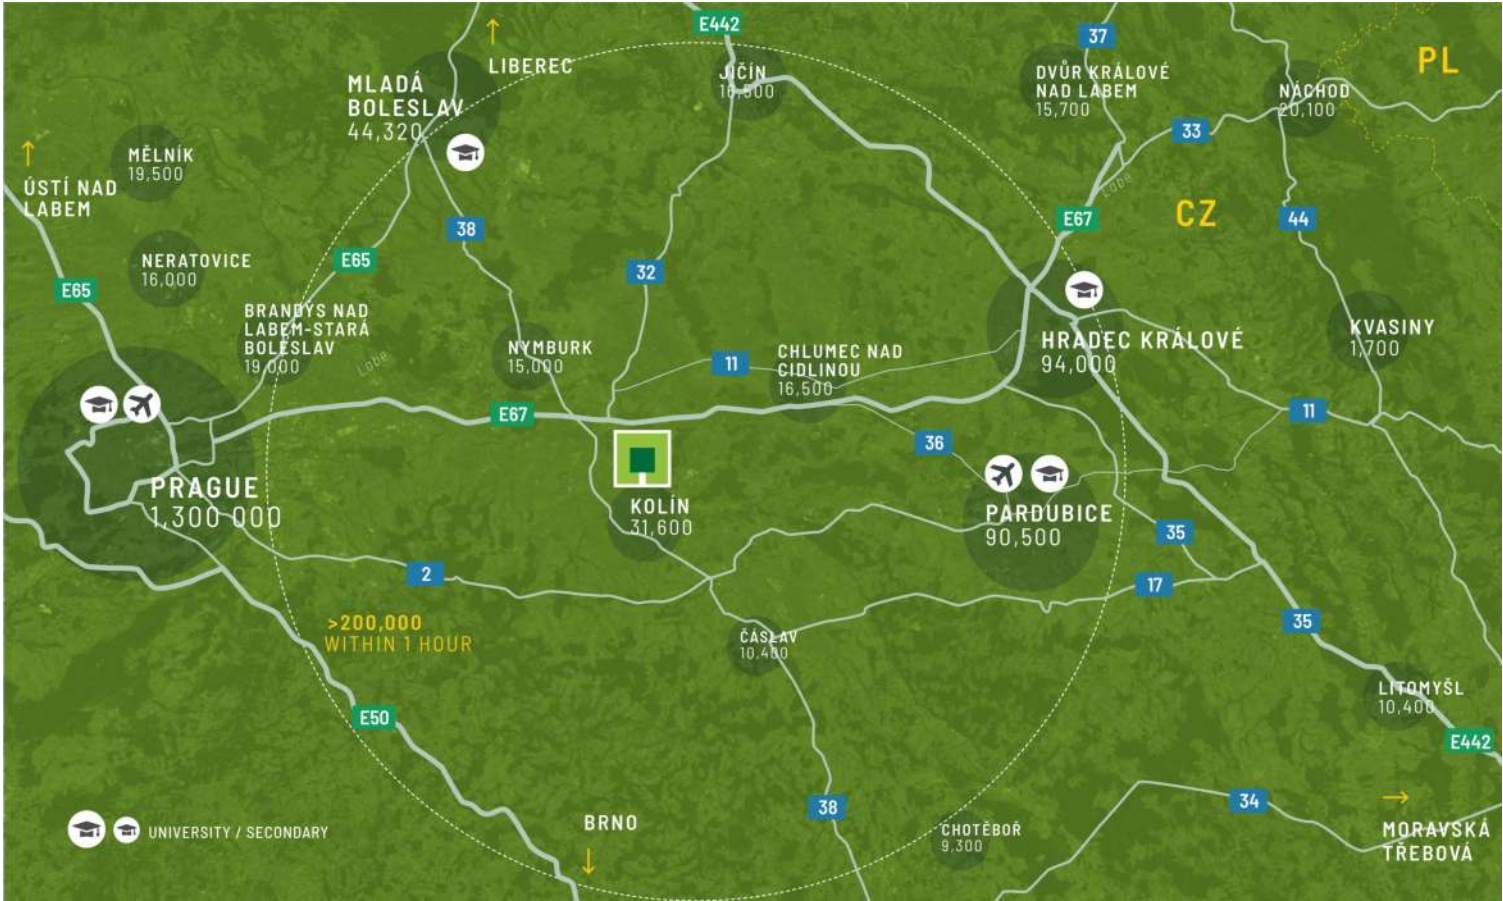 E442
37
PL
LIBEREC
JIČÍN
16,500
DVŮR KRÁLOVÉ
NAD LABEM
15,700
NÁCHOD
20,100
MLADÁ
BOLESLAV
44,320
33
MĚLNÍK
19,500
ÚSTÍ NAD
LABEM
Lobe
CZ
E67
44
38
NERATOVICE
16,000
E65
E65
32
BRANDÝS NAD
LABEM-STARÁ
BOLESLAV
19,000
Lobe
NYMBURK
15,000
11
CHLUMEC NAD
CIDLINOU
16,500
HRADEC KRÁLOVÉ
94,000
KVASINY
1,700
E67
11
36
PRAGUE
1,300 000
KOLÍN
31,600
PARDUBICE
90,500
35
2
17
>200,000
WITHIN 1 HOUR
ČÁSLAV
10,400
35
LITOMYŠL
10,400
E50
E442
38
34
UNIVERSITY / SECONDARY
BRNO
CHOTĚBOŘ
9,300
MORAVSKÁ
TŘEBOVÁ